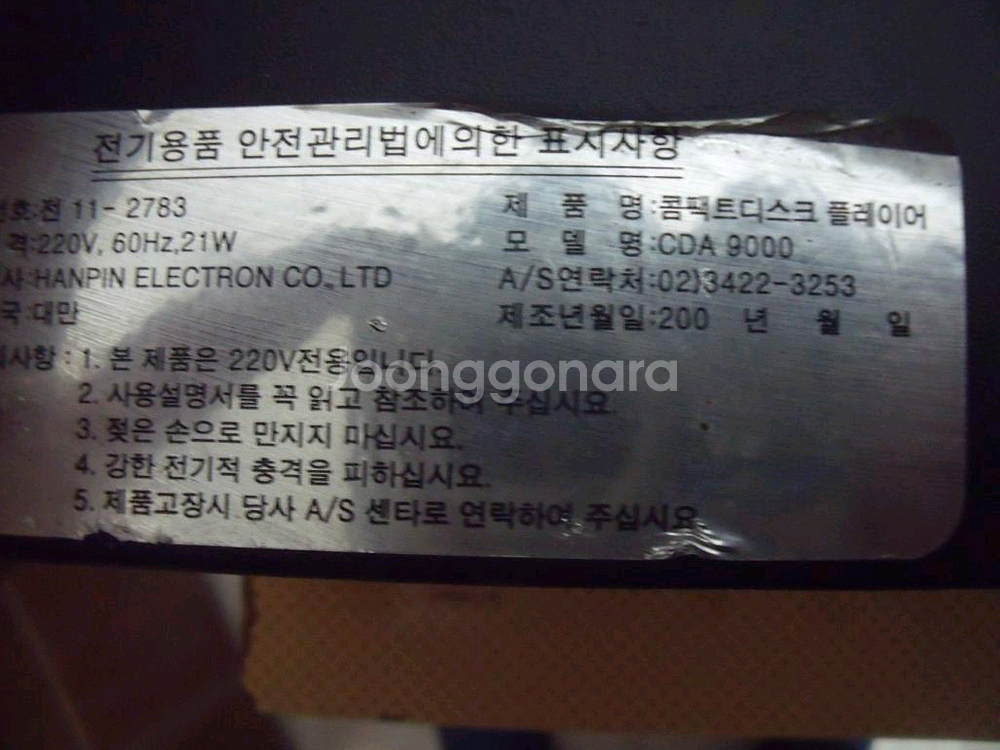 전기용품 안전관리법에의한 표시사항
번호:전 11-2783
제 품 명:콤팩트디스크 플레이어
격:220V, 60Hz,21W
모 델 명:CDA 9000
사:HANPIN ELECTRON CO.,LTD
A/S연락처:02)3422-3253
국:대만
제조년월일:200 년 월 일
사항 : 1. 본 제품은 220V전용입니다.
2. 사용설명서를 꼭 읽고 참조하여 주십시요.
3. 젖은 손으로 만지지 마십시요.
4. 강한 전기적 충격을 피하십시요.
5. 제품고장시 당사 A/S 센타로 연락하여 주십시요
joonggonara